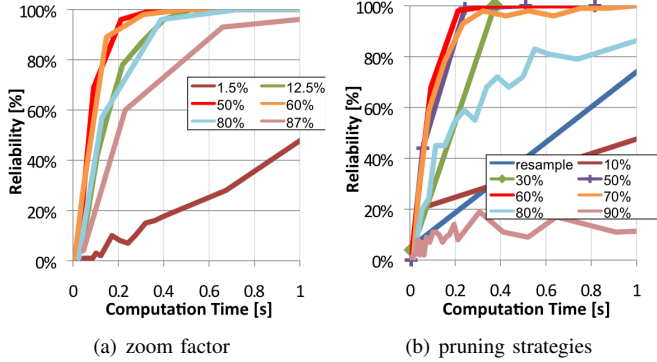 100%
80%
60%
40%
20%
0%
Reliability [%]
1.5% 12.5%
50% 60%
80% 87%
0 0.2 0.4 0.6 0.8 1
Computation Time [s]
(a) zoom factor
100%
80%
60%
40%
20%
0%
Reliability [%]
resample 10%
30% 50%
60% 70%
80% 90%
0 0.2 0.4 0.6 0.8 1
Computation Time [s]
(b) pruning strategies